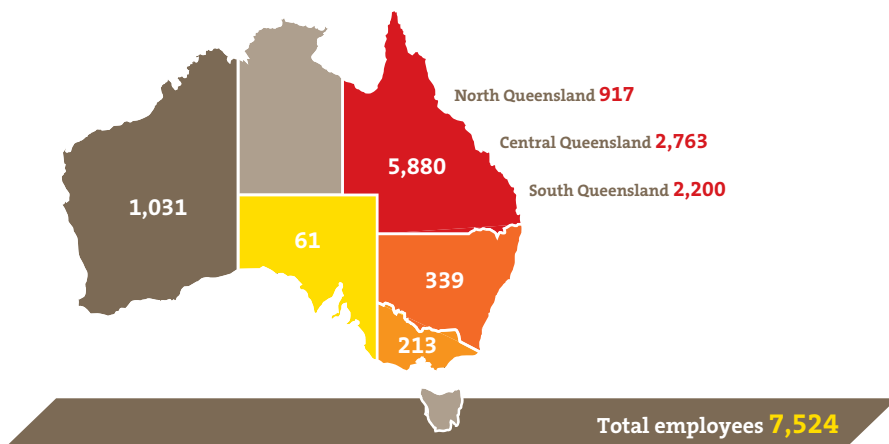 North Queensland 917
Central Queensland 2,763
5,880
South Queensland 2,200
1,031
61
339
213
Total employees 7,524